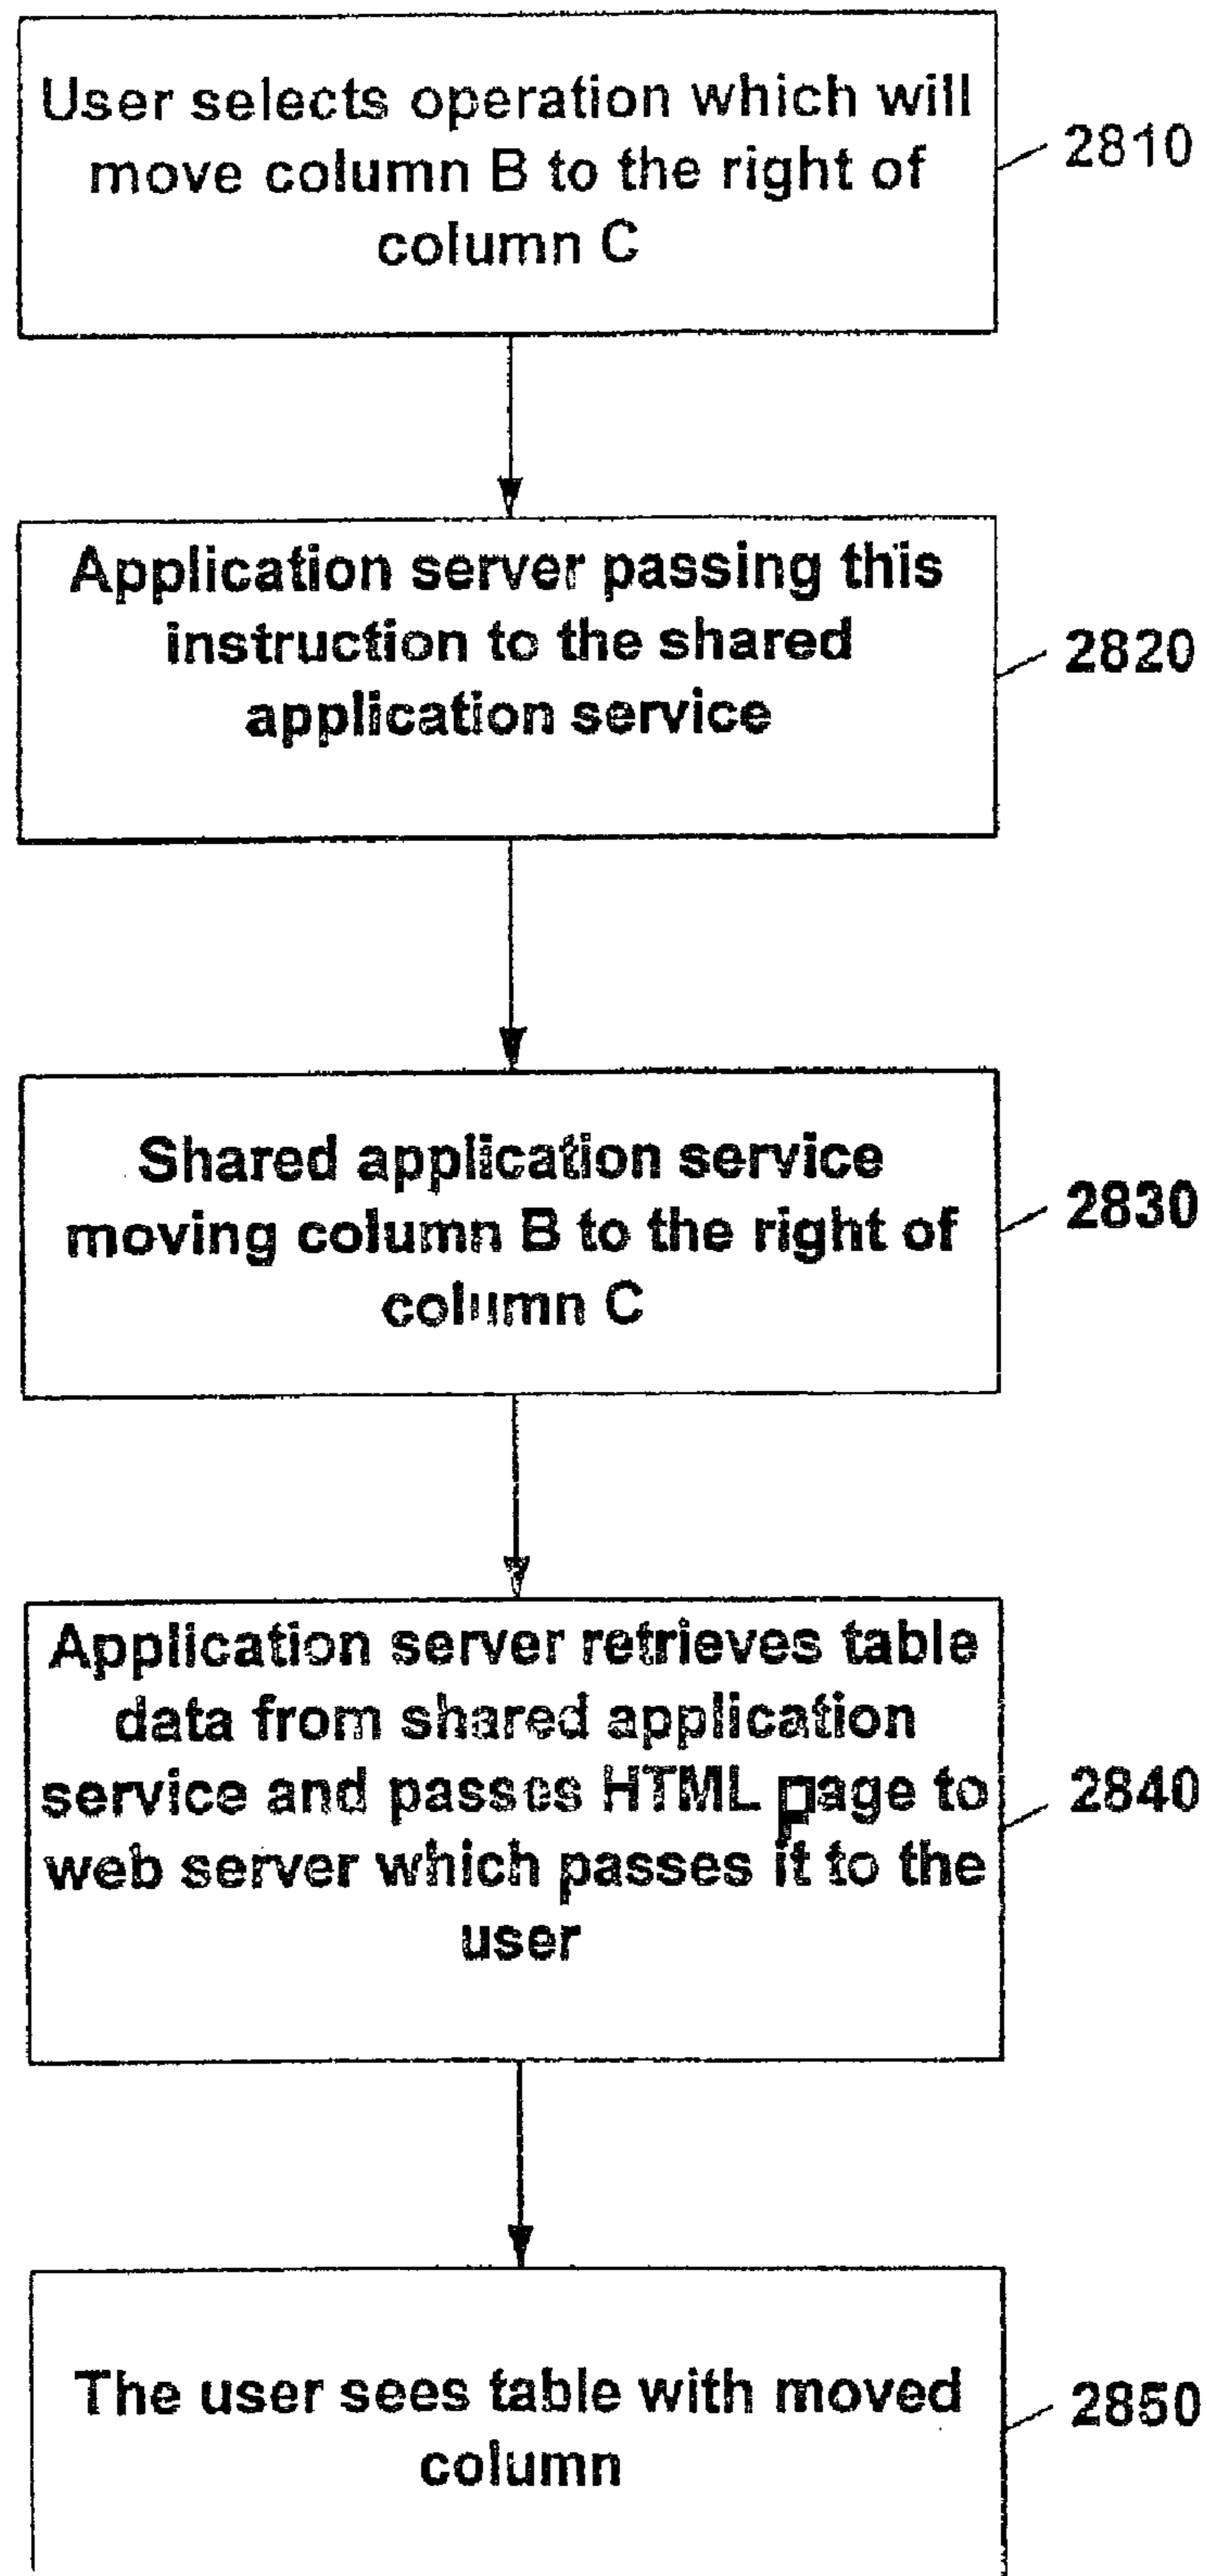 User selects operation which will
move column B to the right of
column C
2810
Application server passing this
instruction to the shared
application service
2820
Shared application service
moving column B to the right of
column C
2830
Application server retrieves table
data from shared application
service and passes HTML page to
web server which passes it to the
user
2840
The user sees table with moved
column
2850